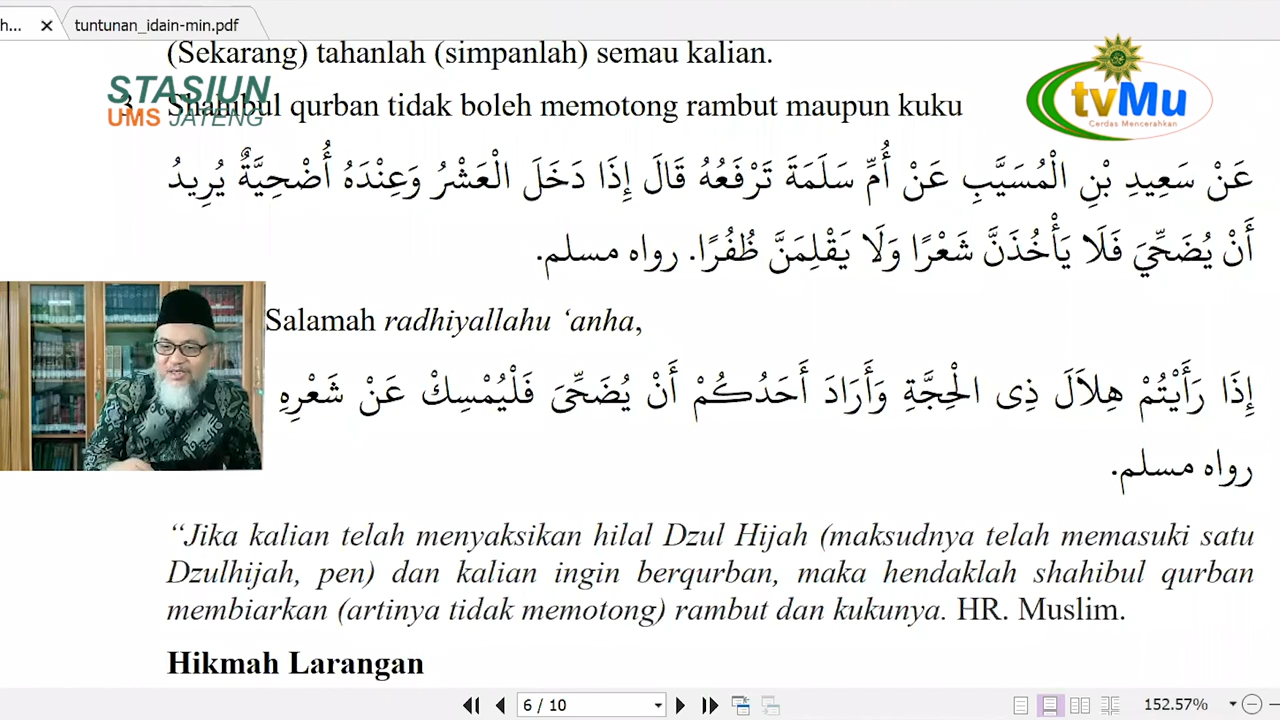 h...
tuntunan_idain-min.pdf
(Sekarang) tahanlah (simpanlah) semau kalian.
STASIUN
UMS JATENG
tvMu
Cerdas Mencerahkan
3. Shahibul qurban tidak boleh memotong rambut maupun kuku
عَنْ سَعِيدِ بْنِ الْمُسَيَّبِ عَنْ أُمِّ سَلَمَةَ تَرْفَعُهُ قَالَ إِذَا دَخَلَ الْعَشْرُ وَعِنْدَهُ أُضْحِيَّةٌ يُرِيدُ
أَنْ يُضَحِّيَ فَلَا يَأْخُذَنَّ شَعْرًا وَلَا يَقْلِمَنَّ ظُفُرًا. رواه مسلم.
Salamah radhiyallahu ‘anha,
إِذَا رَأَيْتُمْ هِلاَلَ ذِى الْحِجَّةِ وَأَرَادَ أَحَدُكُمْ أَنْ يُضَحِّىَ فَلْيُمْسِكْ عَنْ شَعْرِهِ
رواه مسلم.
“Jika kalian telah menyaksikan hilal Dzul Hijah (maksudnya telah memasuki satu
Dzulhijah, pen) dan kalian ingin berqurban, maka hendaklah shahibul qurban
membiarkan (artinya tidak memotong) rambut dan kukunya. HR. Muslim.
Hikmah Larangan
6 / 10
152.57%